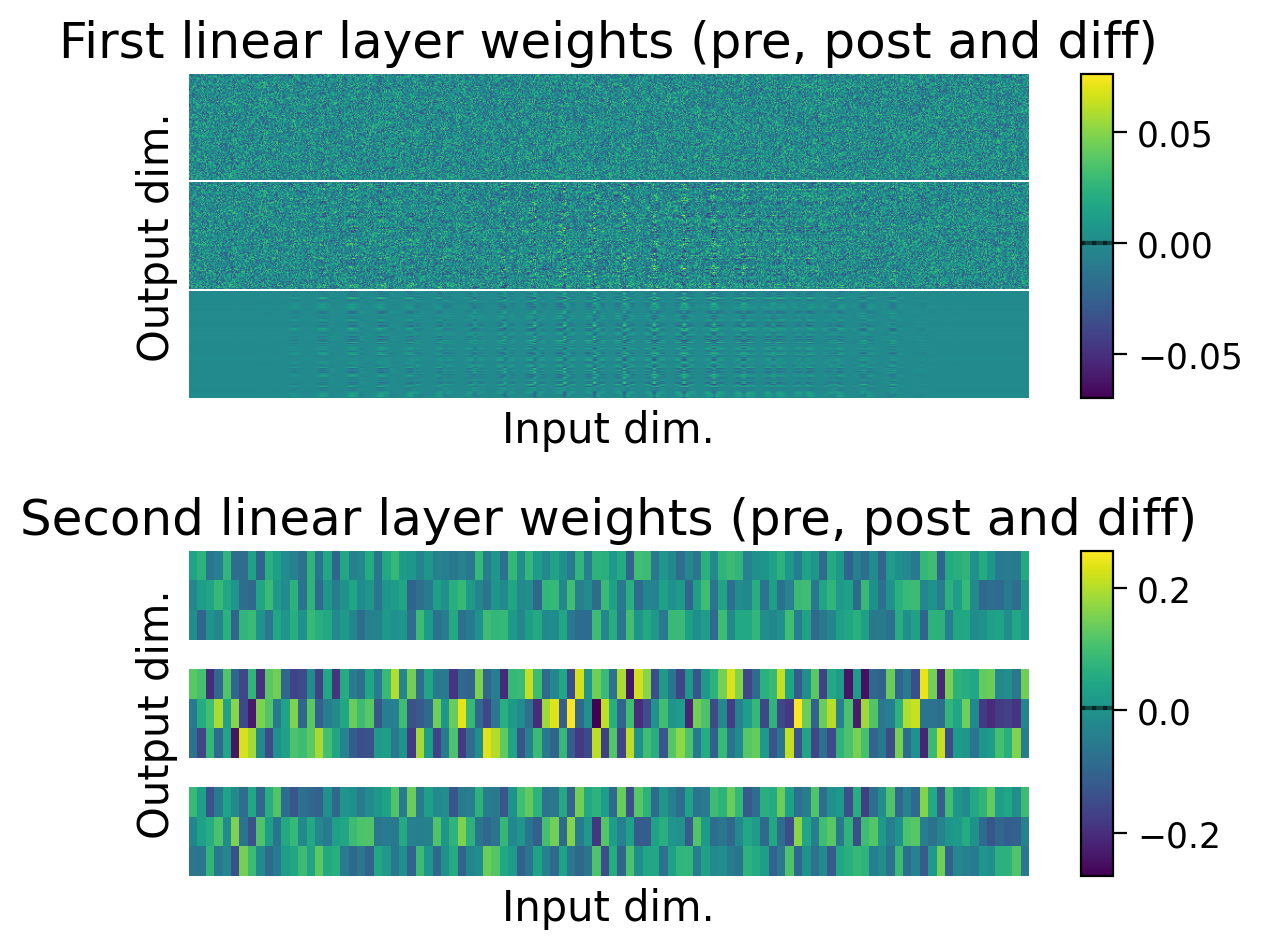 First linear layer weights (pre, post and diff)
Output dim.
0.05
0.00
−0.05
Input dim.
Second linear layer weights (pre, post and diff)
Output dim.
0.2
0.0
−0.2
Input dim.